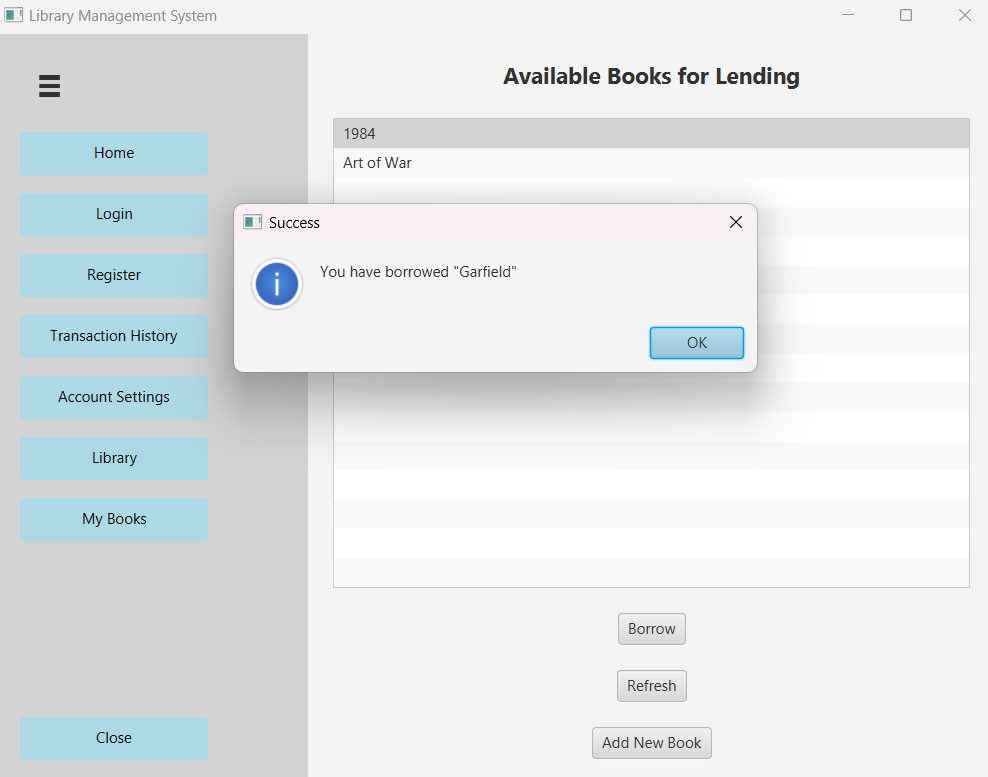 Library Management System
Home
Login
Register
Transaction History
Account Settings
Library
My Books
Close
Available Books for Lending
1984
Art of War
Success
You have borrowed "Garfield"
OK
Borrow
Refresh
Add New Book